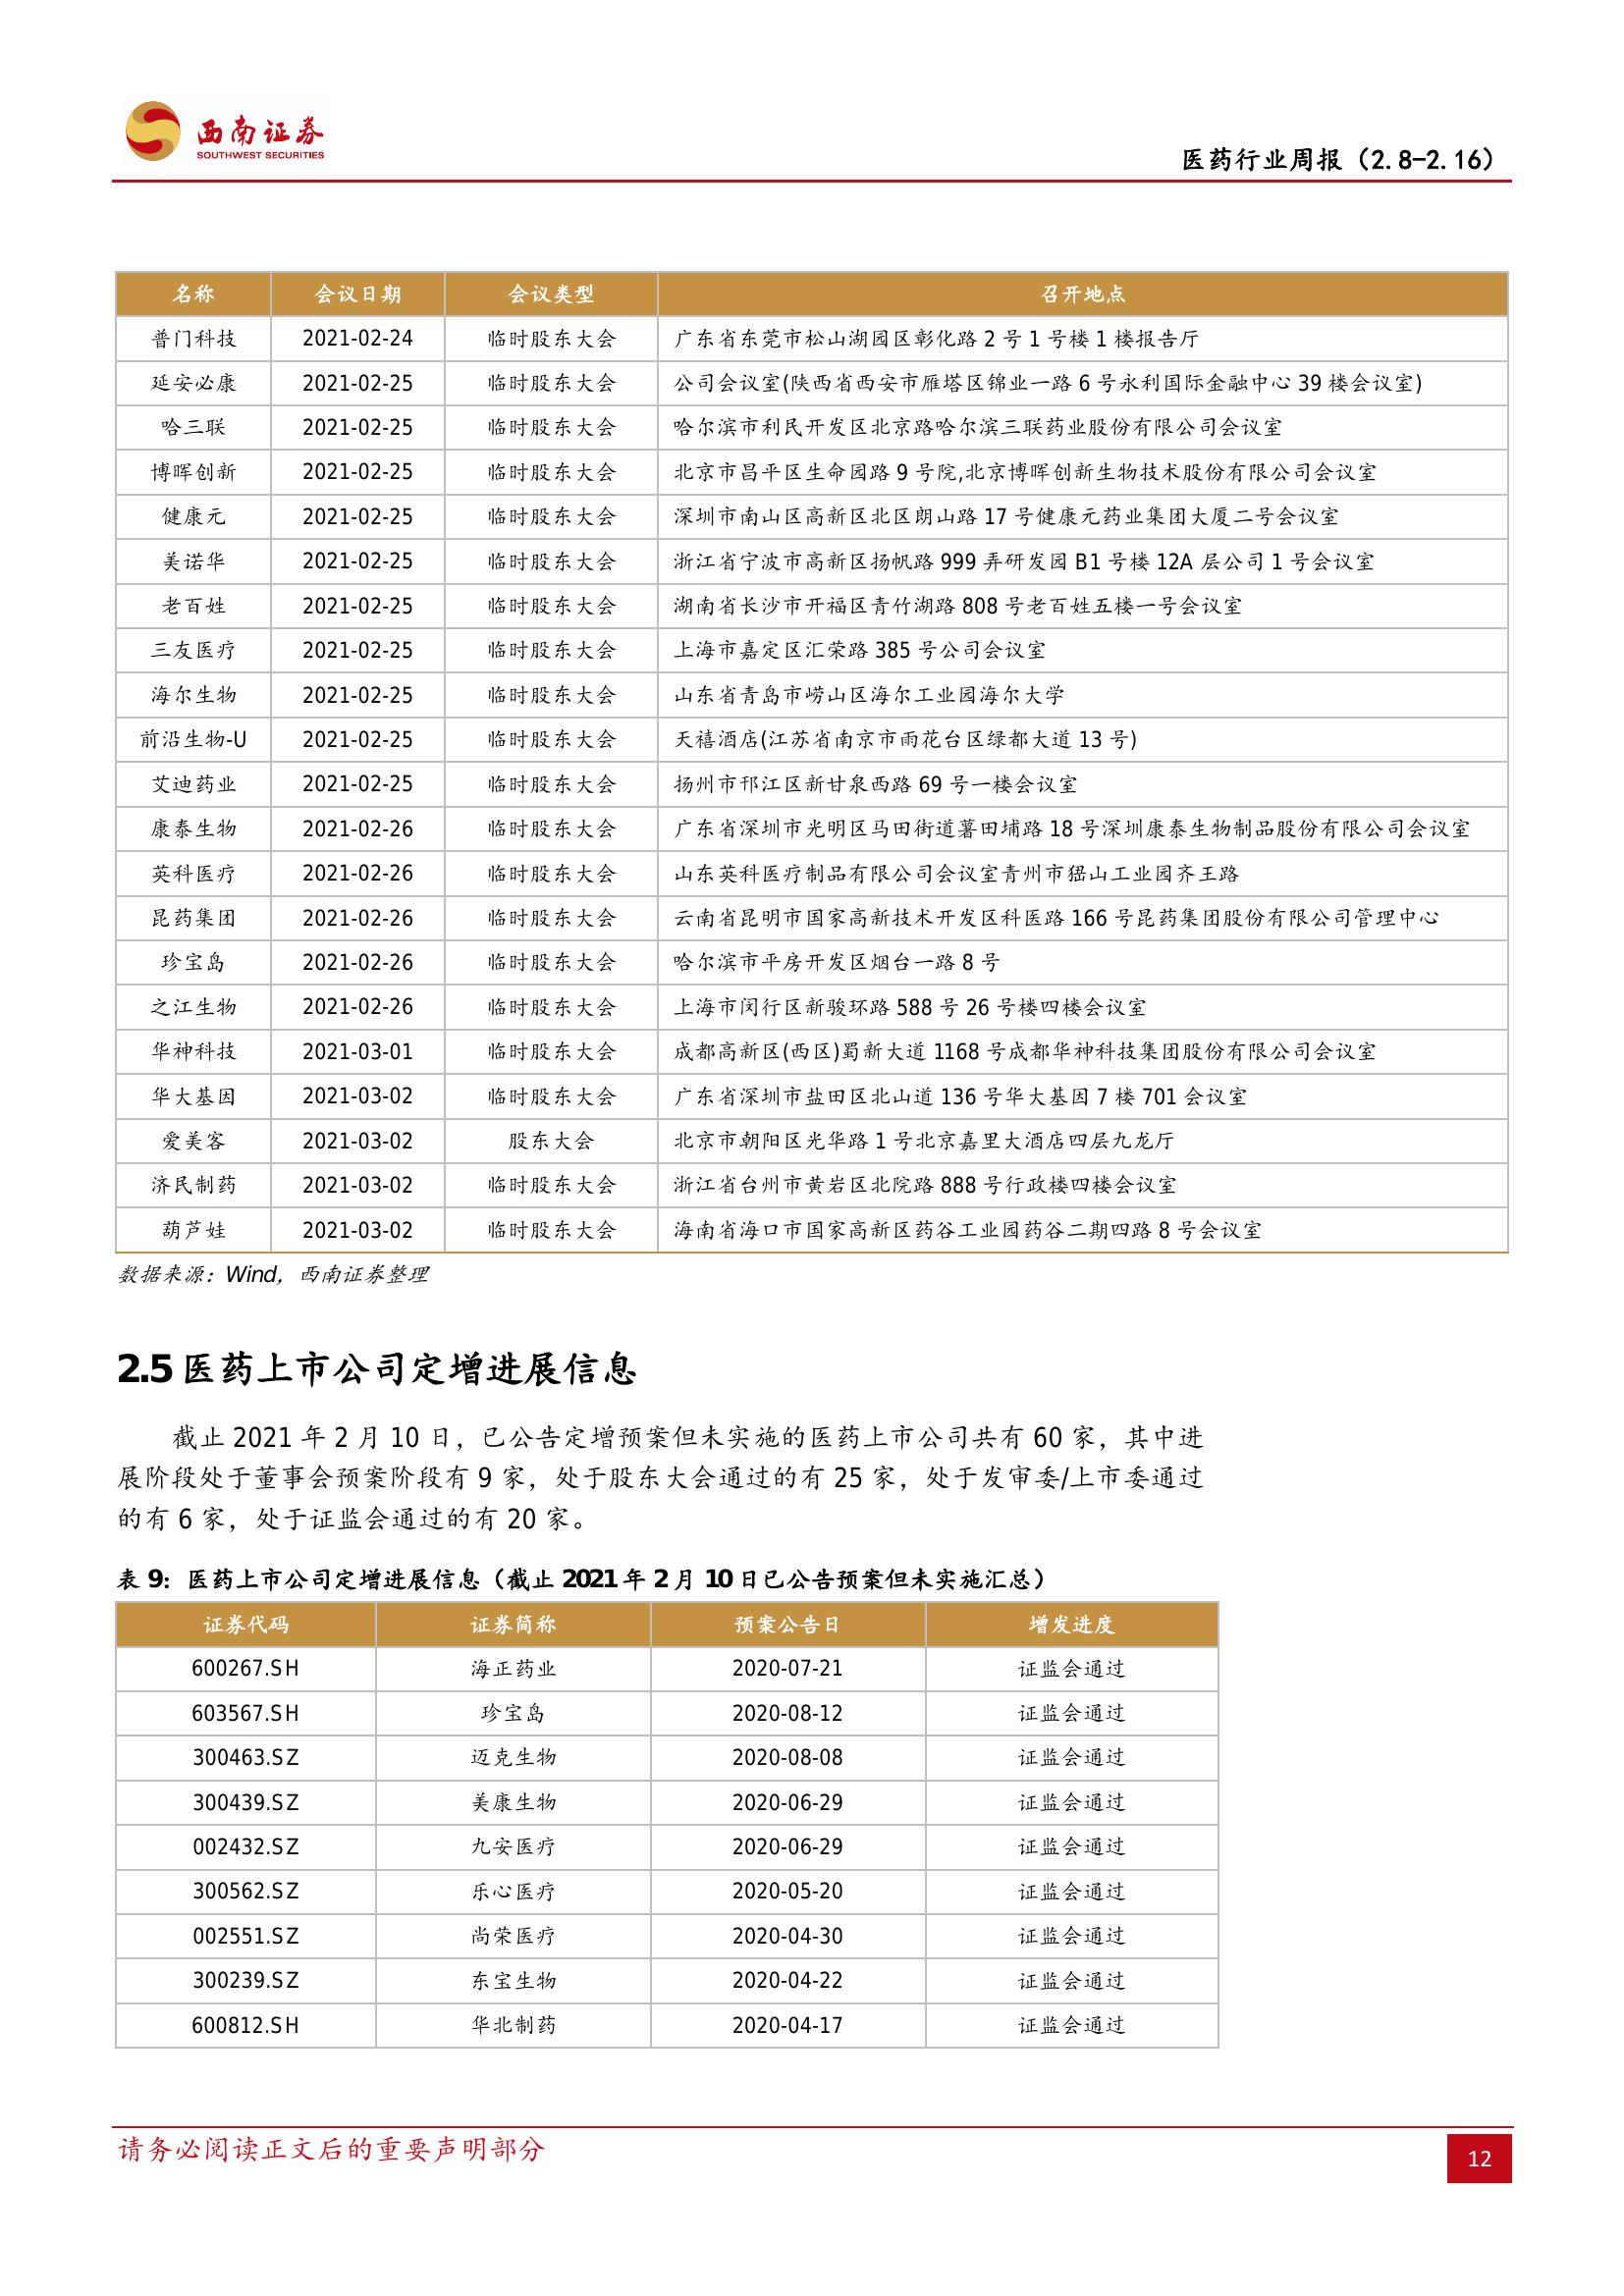 西南证券
SOUTHWEST SECURITIES
医药行业周报（2.8-2.16）
名称 会议日期 会议类型 召开地点
普门科技 2021-02-24 临时股东大会 广东省东莞市松山湖园区彰化路 2 号 1 号楼 1 楼报告厅
延安必康 2021-02-25 临时股东大会 公司会议室(陕西省西安市雁塔区锦业一路 6 号永利国际金融中心 39 楼会议室)
哈三联 2021-02-25 临时股东大会 哈尔滨市利民开发区北京路哈尔滨三联药业股份有限公司会议室
博晖创新 2021-02-25 临时股东大会 北京市昌平区生命园路 9 号院,北京博晖创新生物技术股份有限公司会议室
健康元 2021-02-25 临时股东大会 深圳市南山区高新区北区朗山路 17 号健康元药业集团大厦二号会议室
美诺华 2021-02-25 临时股东大会 浙江省宁波市高新区扬帆路 999 弄研发园 B1 号楼 12A 层公司 1 号会议室
老百姓 2021-02-25 临时股东大会 湖南省长沙市开福区青竹湖路 808 号老百姓五楼一号会议室
三友医疗 2021-02-25 临时股东大会 上海市嘉定区汇荣路 385 号公司会议室
海尔生物 2021-02-25 临时股东大会 山东省青岛市崂山区海尔工业园海尔大学
前沿生物-U 2021-02-25 临时股东大会 天禧酒店(江苏省南京市雨花台区绿都大道 13 号)
艾迪药业 2021-02-25 临时股东大会 扬州市邗江区新甘泉西路 69 号一楼会议室
康泰生物 2021-02-26 临时股东大会 广东省深圳市光明区马田街道薯田埔路 18 号深圳康泰生物制品股份有限公司会议室
英科医疗 2021-02-26 临时股东大会 山东英科医疗制品有限公司会议室青州市猺山工业园齐王路
昆药集团 2021-02-26 临时股东大会 云南省昆明市国家高新技术开发区科医路 166 号昆药集团股份有限公司管理中心
珍宝岛 2021-02-26 临时股东大会 哈尔滨市平房开发区烟台一路 8 号
之江生物 2021-02-26 临时股东大会 上海市闵行区新骏环路 588 号 26 号楼四楼会议室
华神科技 2021-03-01 临时股东大会 成都高新区(西区)蜀新大道 1168 号成都华神科技集团股份有限公司会议室
华大基因 2021-03-02 临时股东大会 广东省深圳市盐田区北山道 136 号华大基因 7 楼 701 会议室
爱美客 2021-03-02 股东大会 北京市朝阳区光华路 1 号北京嘉里大酒店四层九龙厅
济民制药 2021-03-02 临时股东大会 浙江省台州市黄岩区北院路 888 号行政楼四楼会议室
葫芦娃 2021-03-02 临时股东大会 海南省海口市国家高新区药谷工业园药谷二期四路 8 号会议室
数据来源：Wind，西南证券整理
2.5 医药上市公司定增进展信息
截止 2021 年 2 月 10 日，已公告定增预案但未实施的医药上市公司共有 60 家，其中进
展阶段处于董事会预案阶段有 9 家，处于股东大会通过的有 25 家，处于发审委/上市委通过
的有 6 家，处于证监会通过的有 20 家。
表 9：医药上市公司定增进展信息（截止 2021 年 2 月 10 日已公告预案但未实施汇总）
证券代码 证券简称 预案公告日 增发进度
600267.SH 海正药业 2020-07-21 证监会通过
603567.SH 珍宝岛 2020-08-12 证监会通过
300463.SZ 迈克生物 2020-08-08 证监会通过
300439.SZ 美康生物 2020-06-29 证监会通过
002432.SZ 九安医疗 2020-06-29 证监会通过
300562.SZ 乐心医疗 2020-05-20 证监会通过
002551.SZ 尚荣医疗 2020-04-30 证监会通过
300239.SZ 东宝生物 2020-04-22 证监会通过
600812.SH 华北制药 2020-04-17 证监会通过
请务必阅读正文后的重要声明部分
12